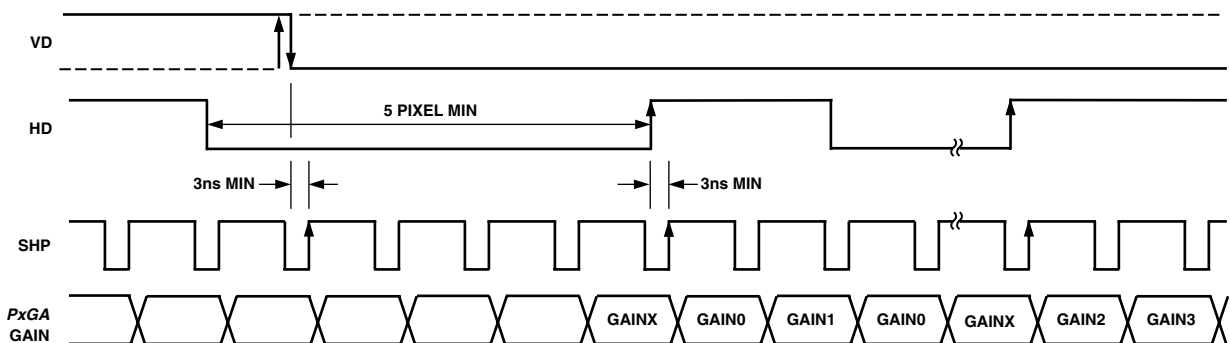 VD
HD
5 PIXEL MIN
3ns MIN
3ns MIN
SHP
PxGA
GAIN
GAINX
GAIN0
GAIN1
GAIN0
GAINX
GAIN2
GAIN3